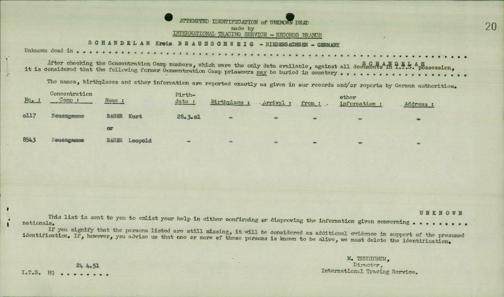 20
ATTEMPTED IDENTIFICATION of UNKNOWN DEAD
made by
INTERNATIONAL TRACING SERVICE - RECORDS BRANCH
Unknown dead in SCHANDELAH Kreis BRAUNSCHWEIG - NIEDERSACHSEN - GERMANY
After checking the Concentration Camp numbers, which were the only data available, against all documents in I.T.S. possession,
it is considered that the following former Concentration Camp prisoners may be buried in cemetery SCHANDELAH
The names, birthplaces and other information are reported exactly as given in our records and/or reports by German authorities.
No. : Concentration Camp : Name : Birth-Date : Birthplace : Arrival : from : other information : Address :
Neuengamme BAUER Kurt 28.3.01 - - - - -
or
8543 Neuengamme BAUER Leopold - - - - - -
This list is sent to you to enlist your help in either confirming or disproving the information given concerning UNKNOWN
nationals.
If you signify that the persons listed are still missing, it will be considered as additional evidence in support of the presumed
identification. If, however, you advise us that one or more of these persons is known to be alive, we must delete the identification.
24 4.51
I.T.S.
Director,
International Tracing Service.